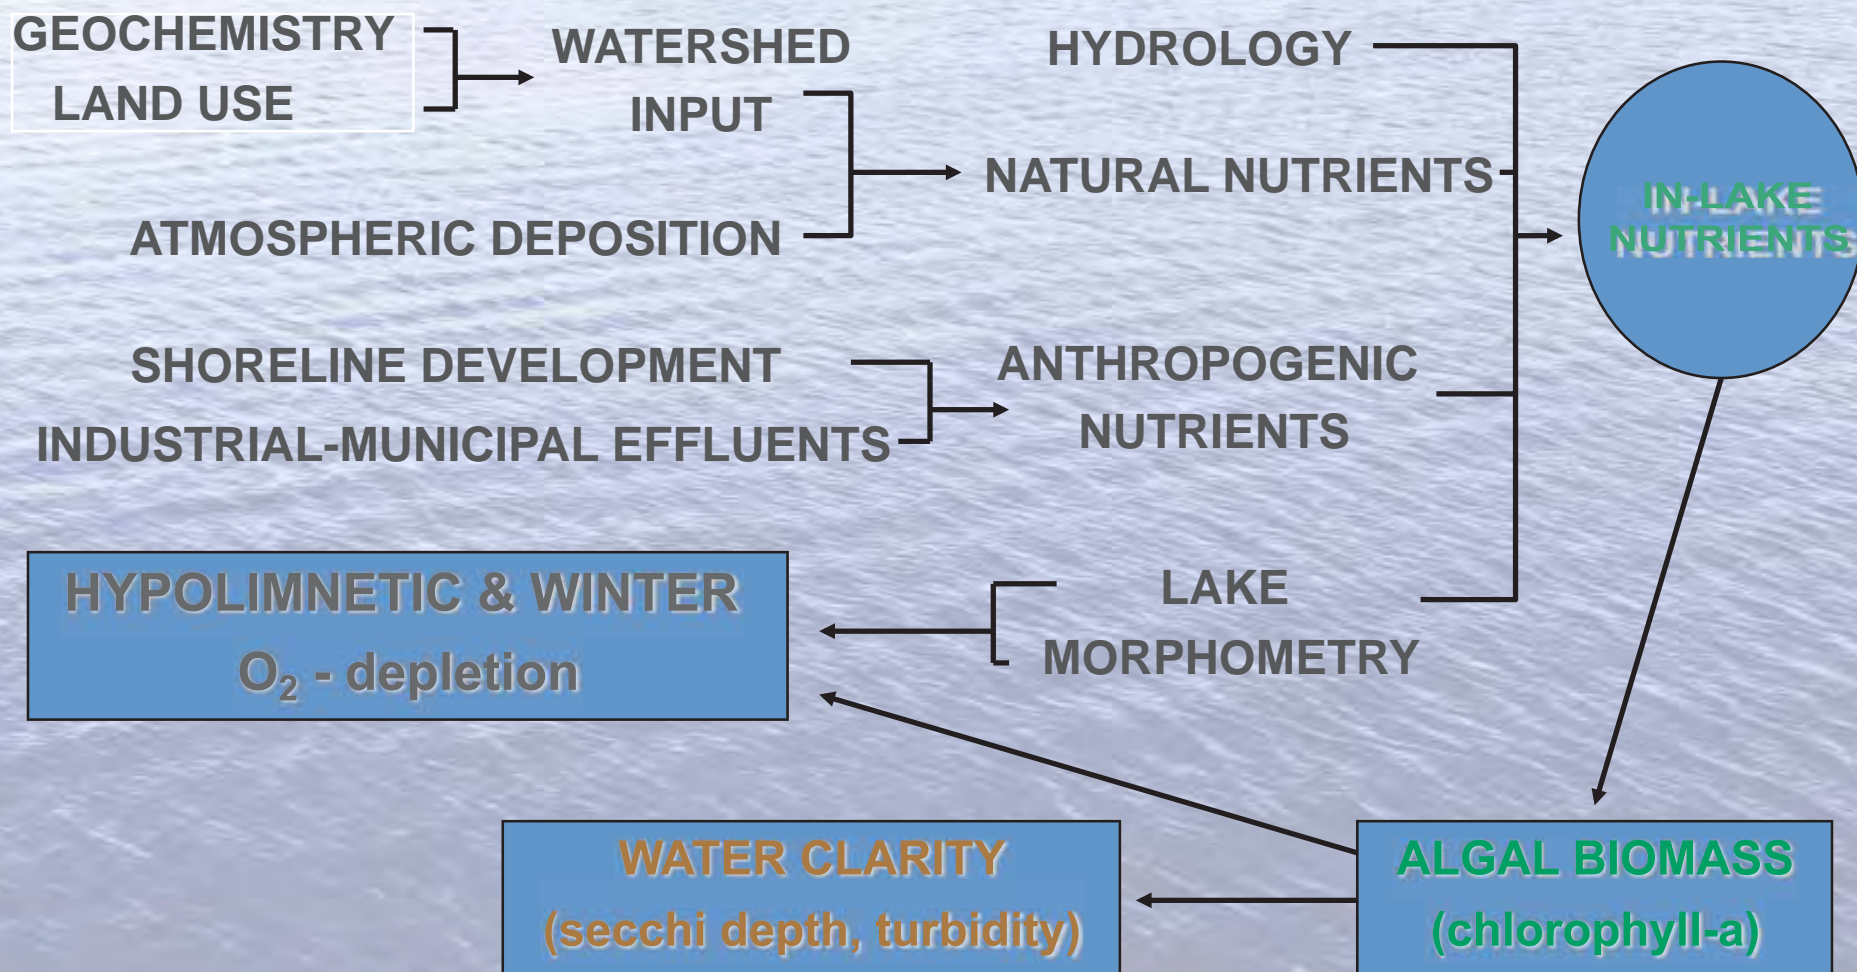 GEOCHEMISTRY
LAND USE
WATERSHED
INPUT
HYDROLOGY
NATURAL NUTRIENTS
ATMOSPHERIC DEPOSITION
IN-LAKE
NUTRIENTS
SHORELINE DEVELOPMENT
INDUSTRIAL-MUNICIPAL EFFLUENTS
ANTHROPOGENIC
NUTRIENTS
HYPOLIMNETIC & WINTER
O₂ - depletion
LAKE
MORPHOMETRY
WATER CLARITY
(secchi depth, turbidity)
ALGAL BIOMASS
(chlorophyll-a)